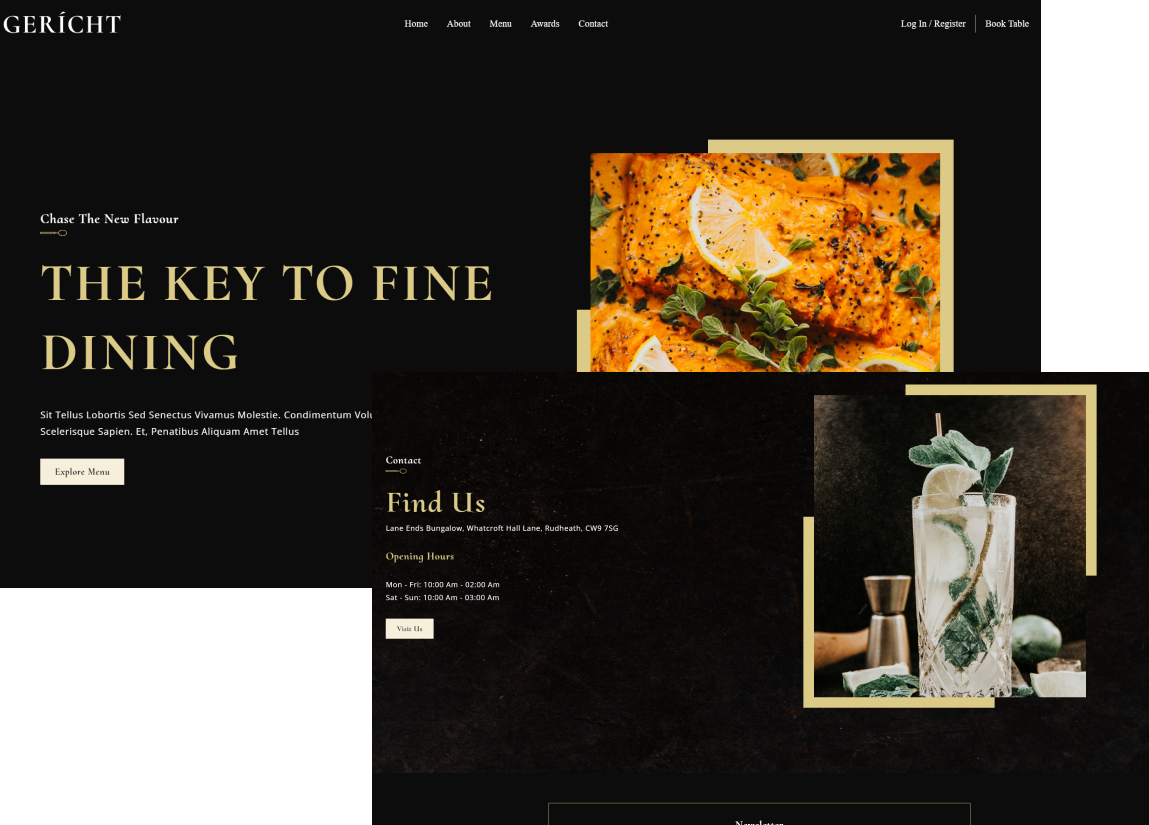 GERÍCHT
Home About Menu Awards Contact
Log In / Register Book Table
Chase The New Flavour
THE KEY TO FINE
DINING
Sit Tellus Lobortis Sed Senectus Vivamus Molestie. Condimentum
Scelerisque Sapien. Et, Penatibus Aliquam Amet Tellus
Explore Menu
Contact
Find Us
Lane Ends Bungalow, Whatcroft Hall Lane, Rudheath, CW9 7SG
Opening Hours
Mon - Fri: 10:00 Am - 02:00 Am
Sat - Sun: 10:00 Am - 03:00 Am
Visit Us